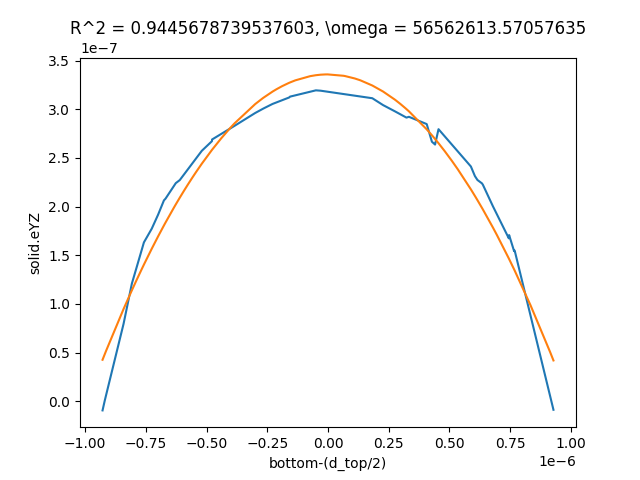 R^2 = 0.9445678739537603, \omega = 56562613.57057635
1e−7
3.5
3.0
2.5
2.0
1.5
1.0
0.5
0.0
solid.eYZ
−1.00 −0.75 −0.50 −0.25 0.00 0.25 0.50 0.75 1.00
bottom-(d_top/2)
1e−6